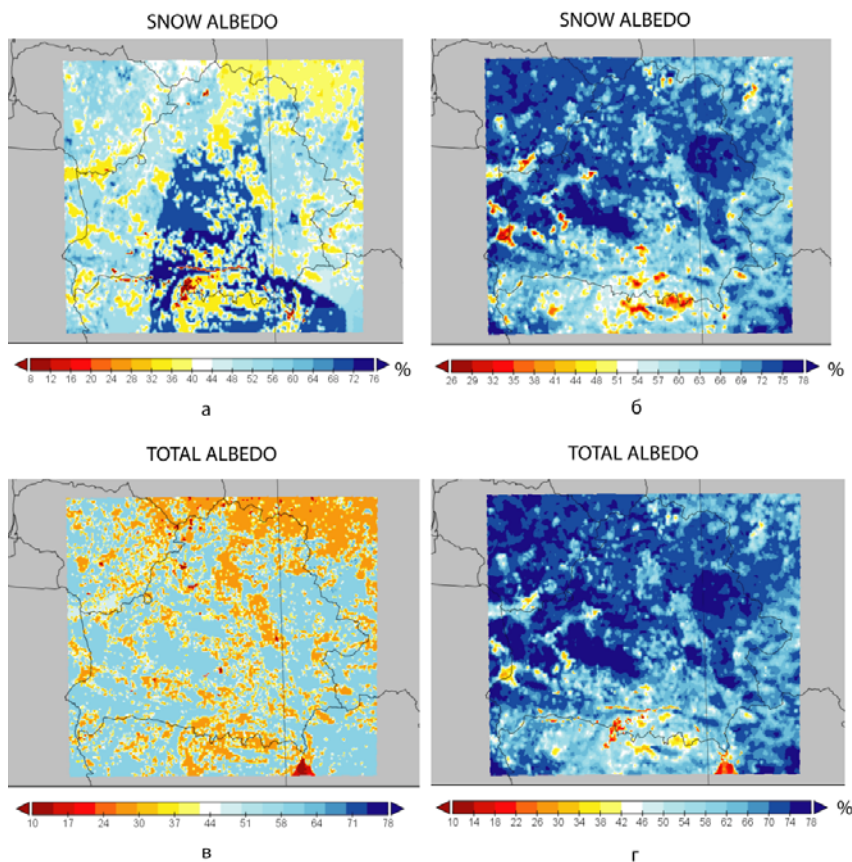 SNOW ALBEDO
SNOW ALBEDO
8 12 16 20 24 28 32 36 40 44 48 52 56 60 64 68 72 76 %
26 29 32 35 38 41 44 48 51 54 57 60 63 66 69 72 75 78 %
а
б
TOTAL ALBEDO
TOTAL ALBEDO
10 17 24 31 37 44 51 58 64 71 78
10 14 18 22 26 28 34 38 42 46 50 54 58 62 66 70 74 78 %
в
г